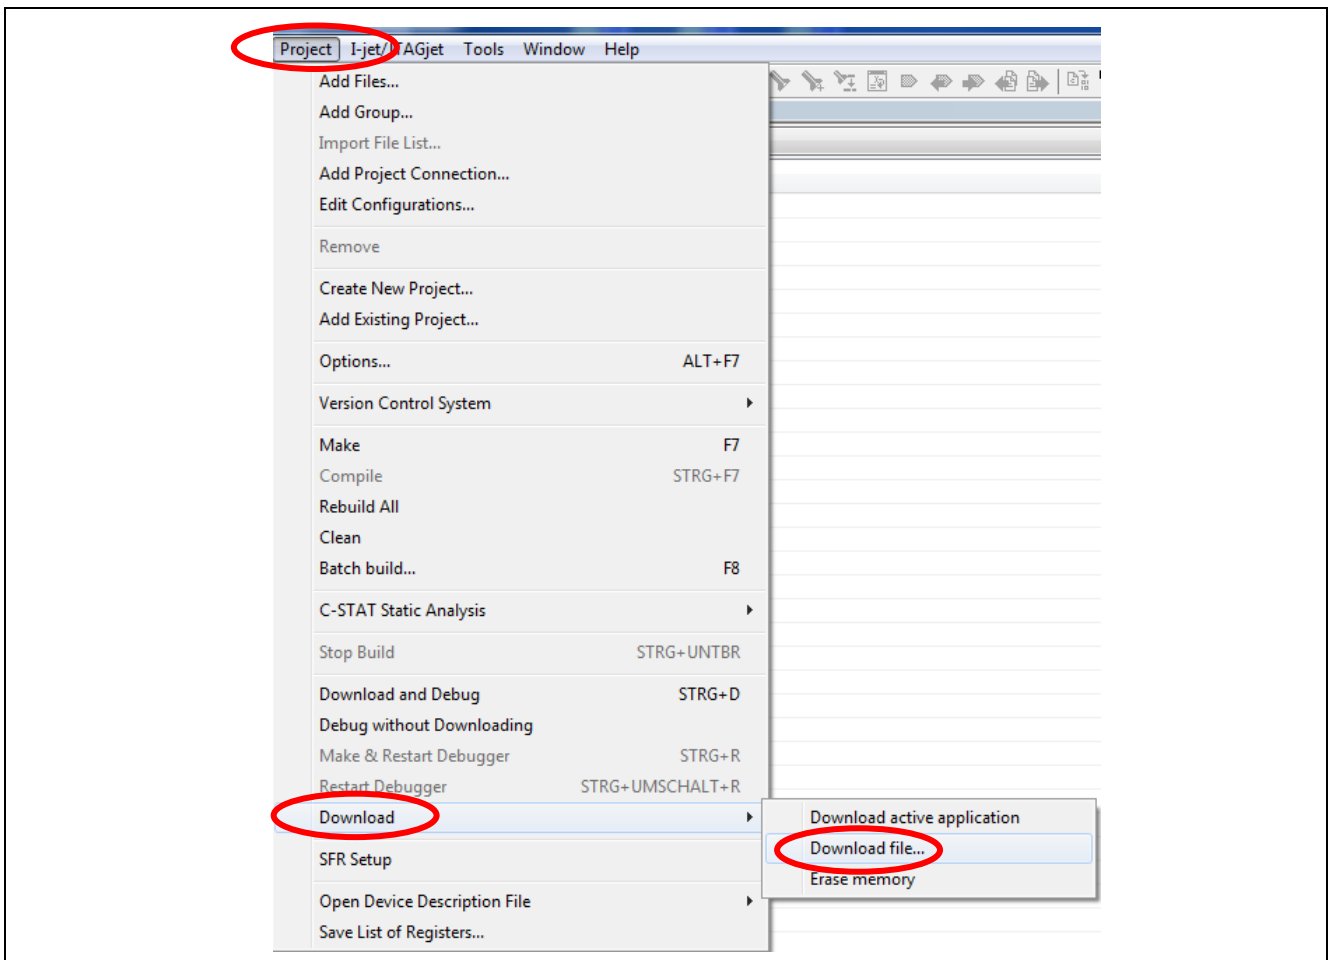 Project I-jet/JTAGjet Tools Window Help
Add Files...
Add Group...
Import File List...
Add Project Connection...
Edit Configurations...
Remove
Create New Project...
Add Existing Project...
Options... ALT+F7
Version Control System
Make F7
Compile STRG+F7
Rebuild All
Clean
Batch build... F8
C-STAT Static Analysis
Stop Build STRG+UNTBR
Download and Debug STRG+D
Debug without Downloading
Make & Restart Debugger STRG+R
Restart Debugger STRG+UMSCHALT+R
Download
Download active application
Download file...
Erase memory
SFR Setup
Open Device Description File
Save List of Registers...